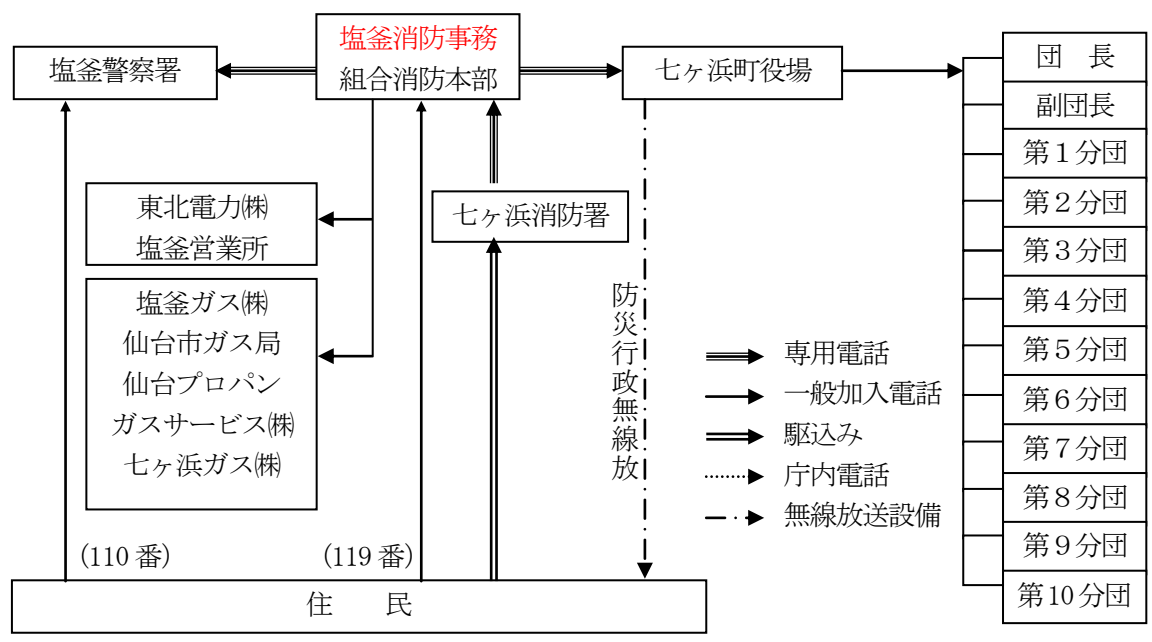 塩釜警察署
塩釜消防事務
組合消防本部
七ヶ浜町役場
東北電力㈱
塩釜営業所
塩釜ガス㈱
仙台市ガス局
仙台プロパン
ガスサービス㈱
七ヶ浜ガス㈱
七ヶ浜消防署
防災行政無線放
専用電話
一般加入電話
駆込み
庁内電話
無線放送設備
(110番)
(119番)
住　民
団　長
副団長
第1分団
第2分団
第3分団
第4分団
第5分団
第6分団
第7分団
第8分団
第9分団
第10分団